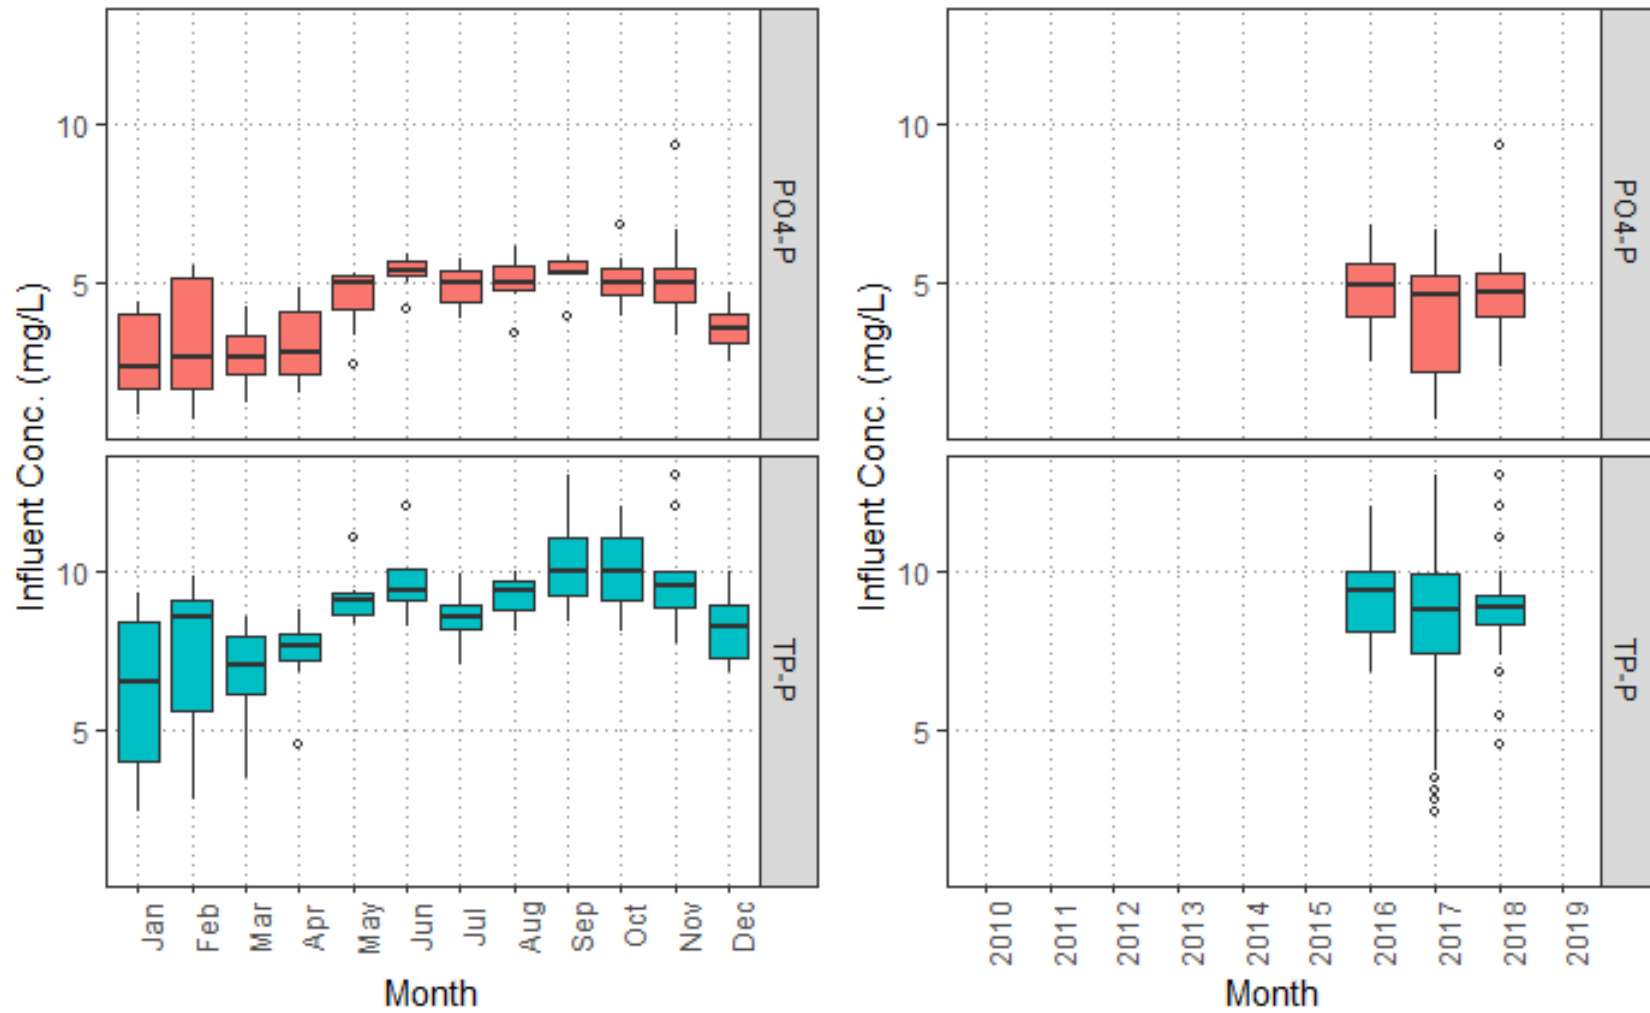 Influent Conc. (mg/L)
10
5
PO4-P
10
5
TP-P
Jan
Feb
Mar
Apr
May
Jun
Jul
Aug
Sep
Oct
Nov
Dec
Month
Influent Conc. (mg/L)
10
5
PO4-P
10
5
TP-P
2010
2011
2012
2013
2014
2015
2016
2017
2018
2019
Month